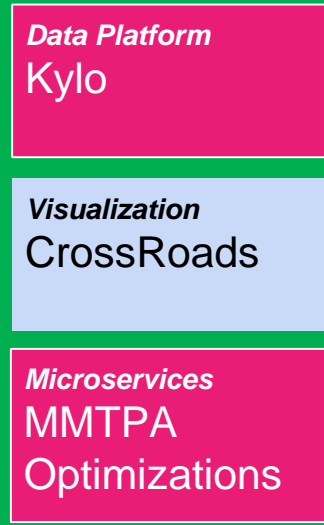 Data Platform
Kylo
Visualization
CrossRoads
Microservices
MMTPA
Optimizations